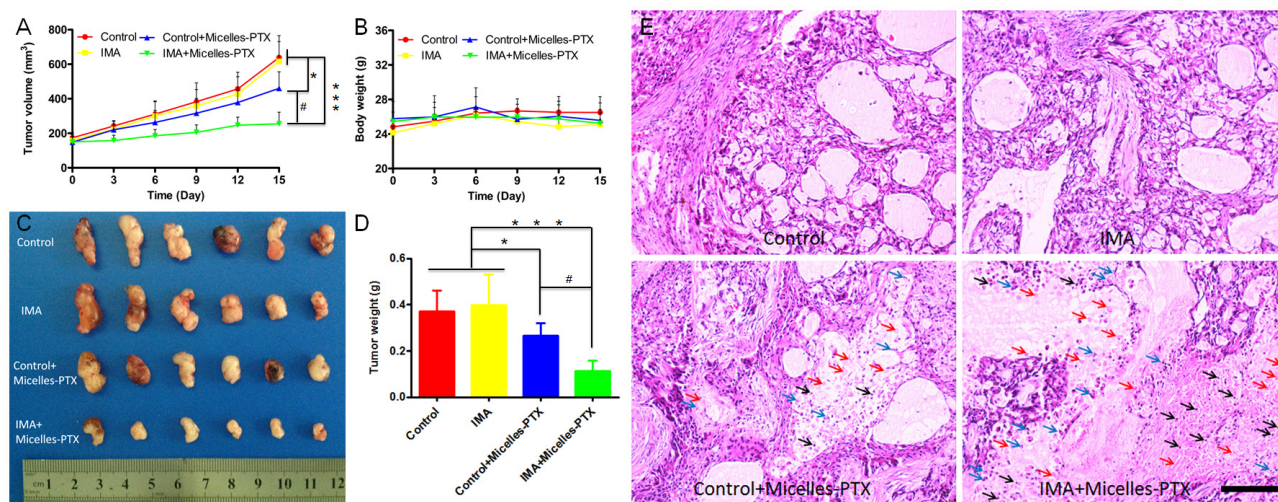 A
Control
Control+Micelles-PTX
IMA
IMA+Micelles-PTX
Tumor volume (mm³)
800
600
400
200
0
0 3 6 9 12 15
Time (Day)
*
#
* * *
B
Control
Control+Micelles-PTX
IMA
IMA+Micelles-PTX
Body weight (g)
36
32
28
24
20
0 3 6 9 12 15
Time (Day)
C
Control
IMA
Control+
Micelles-PTX
IMA+
Micelles-PTX
cm 1 2 3 4 5 6 7 8 9 10 11 12
D
* * *
*
#
Tumor weight (g)
0.6
0.4
0.2
0.0
Control
IMA
Control+Micelles-PTX
IMA+Micelles-PTX
E
Control
IMA
Control+Micelles-PTX
IMA+Micelles-PTX